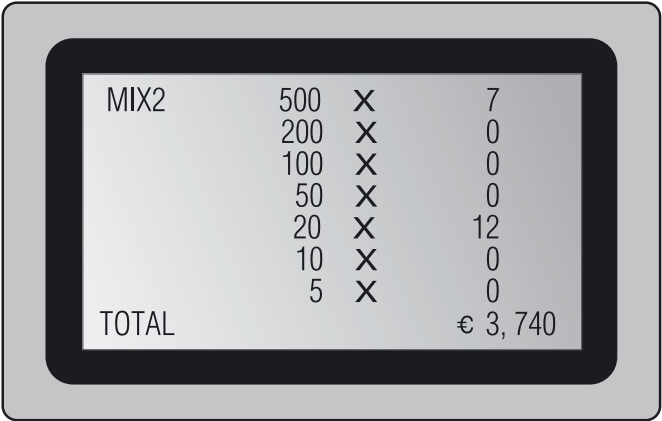 MIX2 500 X 7
200 X 0
100 X 0
50 X 0
20 X 12
10 X 0
5 X 0
TOTAL € 3, 740